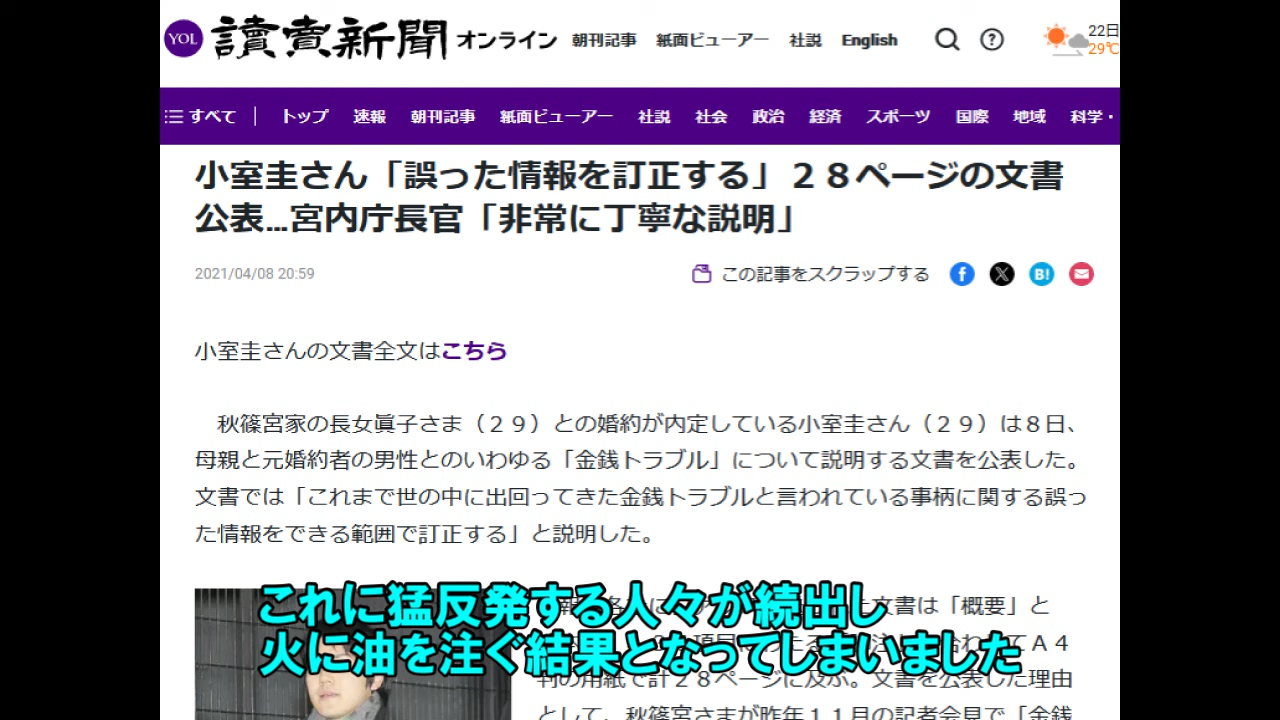 YOL 讀賣新聞 オンライン 朝刊記事 紙面ビューアー 社説 English ? 22日
29℃
すべて トップ 速報 朝刊記事 紙面ビューアー 社説 社会 政治 経済 スポーツ 国際 地域 科学・
小室圭さん「誤った情報を訂正する」２８ページの文書
公表…宮内庁長官「非常に丁寧な説明」
2021/04/08 20:59 この記事をスクラップする f X B!
小室圭さんの文書全文はこちら
秋篠宮家の長女眞子さま（２９）との婚約が内定している小室圭さん（２９）は８日、
母親と元婚約者の男性とのいわゆる「金銭トラブル」について説明する文書を公表した。
文書では「これまで世の中に出回ってきた金銭トラブルと言われている事柄に関する誤っ
た情報をできる範囲で訂正する」と説明した。
これに猛反発する人々が続出し
火に油を注ぐ結果となってしまいました
文書は「概要」と
Ａ４
判の用紙で計２８ページに及ぶ。文書を公表した理由
として、秋篠宮さまが昨年１１月の記者会見で「金銭